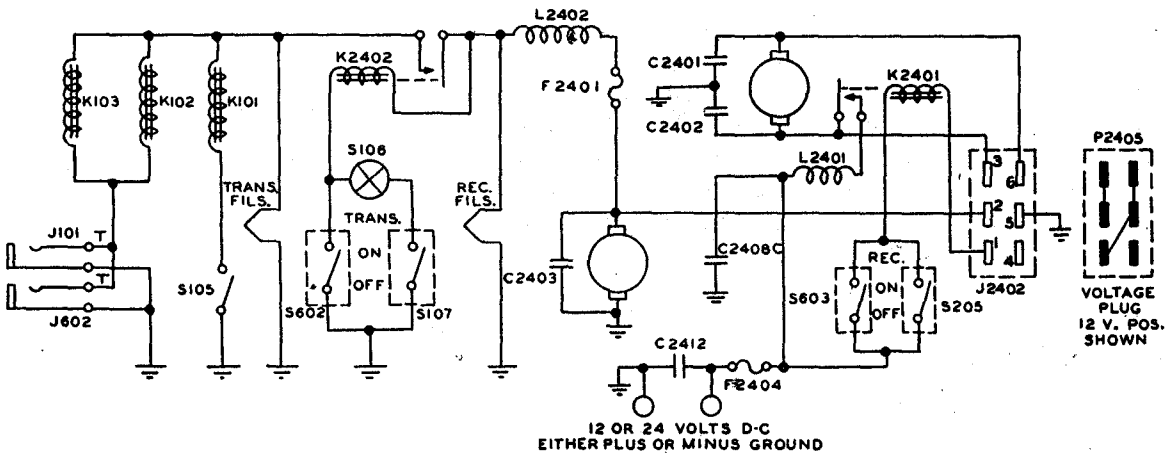 L2402
K2402
K103
K102
K101
F2401
C2401
C2402
K2401
P2405
S106
L2401
3
6
2
5
1
4
TRANS.
FILS.
REC.
FILS.
TRANS.
ON
OFF
J101
T
T
J602
S105
S602
S107
C2403
C2408C
REC.
ON
OFF
S603
S205
J2402
VOLTAGE
PLUG
12 V. POS.
SHOWN
C2412
F2404
12 OR 24 VOLTS D-C
EITHER PLUS OR MINUS GROUND